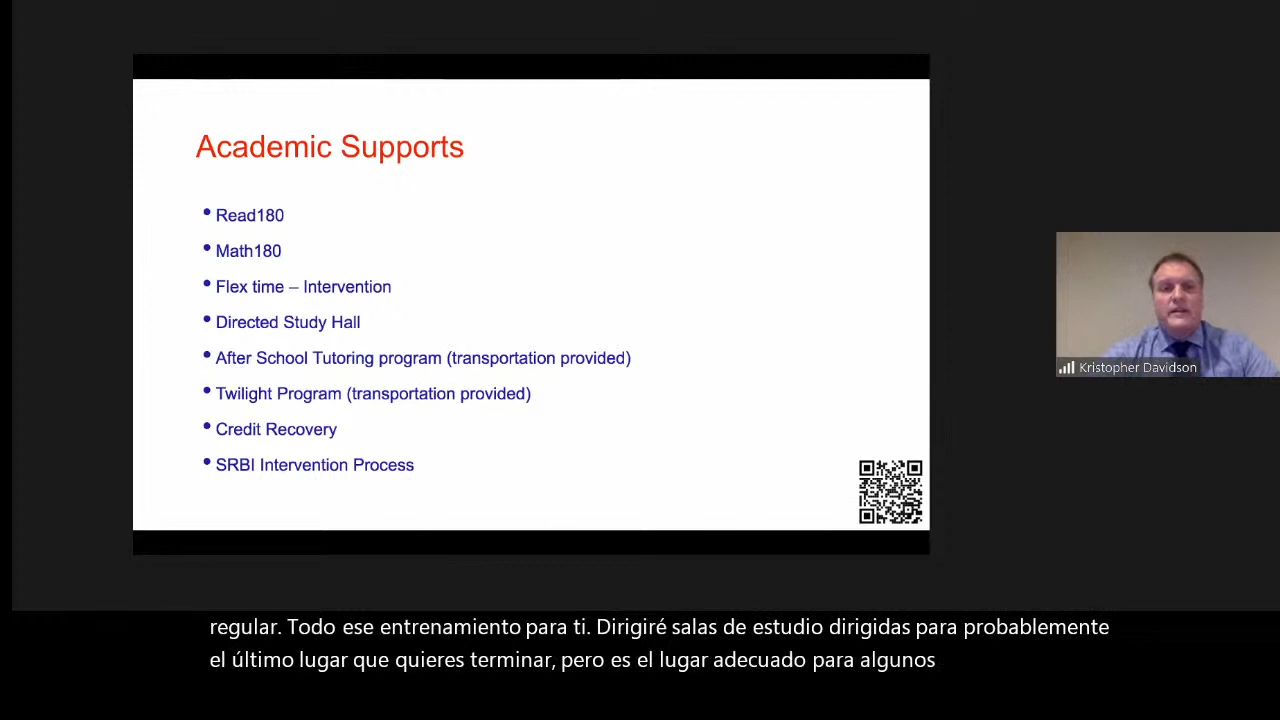 Academic Supports
• Read180
• Math180
• Flex time – Intervention
• Directed Study Hall
• After School Tutoring program (transportation provided)
• Twilight Program (transportation provided)
• Credit Recovery
• SRBI Intervention Process
Kristopher Davidson
regular. Todo ese entrenamiento para ti. Dirigiré salas de estudio dirigidas para probablemente
el último lugar que quieres terminar, pero es el lugar adecuado para algunos